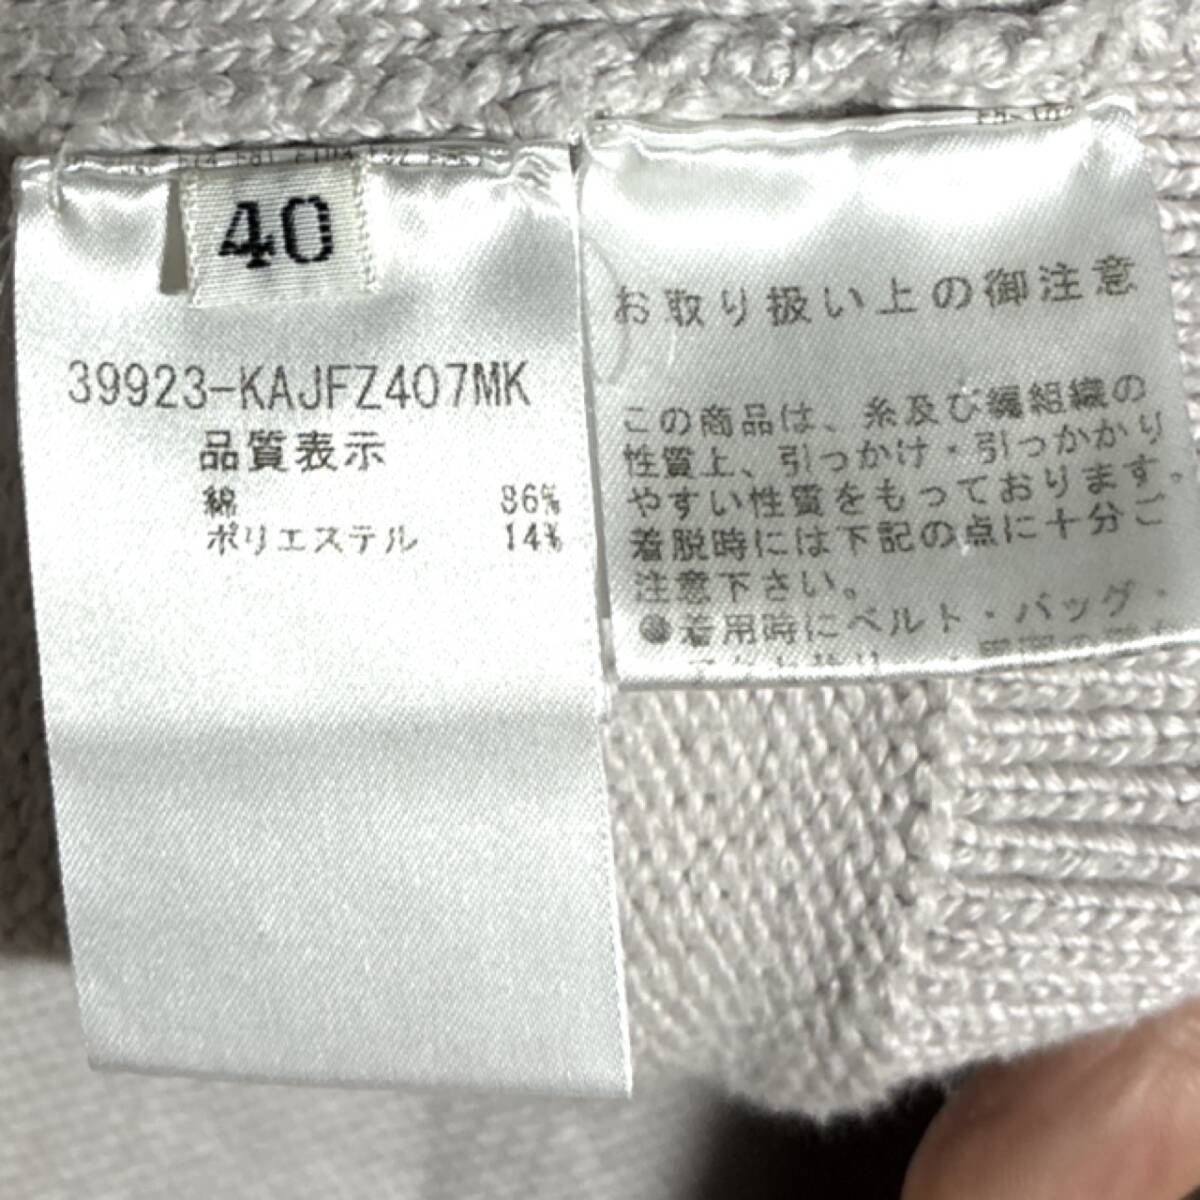 40
39923-KAJFZ407MK
品質表示
綿 86%
ポリエステル 14%
お取り扱い上の御注意
この商品は、糸及び編組織の
性質上、引っかけ・引っかかり
やすい性質をもっております。
着脱時には下記の点に十分ご
注意下さい。
●着用時にベルト・バッグ・